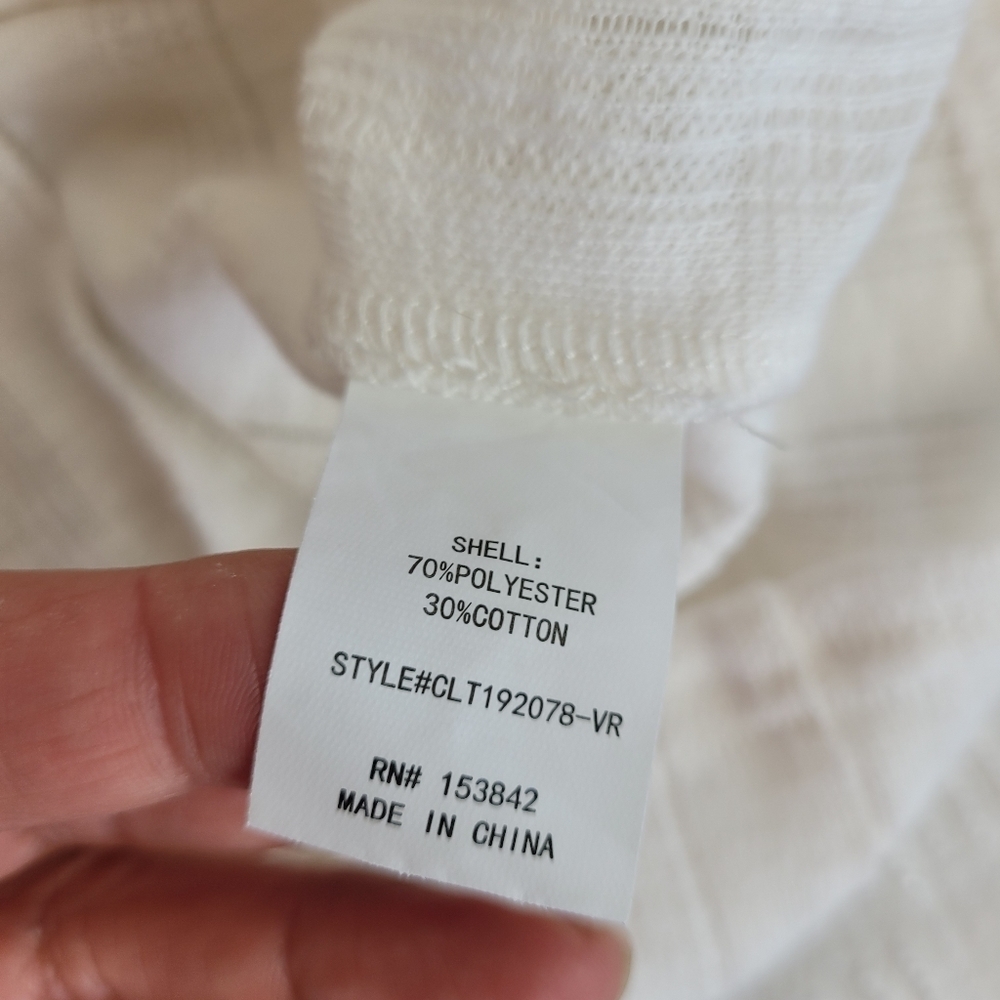 SHELL:
70%POLYESTER
30%COTTON
STYLE#CLT192078-VR
RN# 153842
MADE IN CHINA